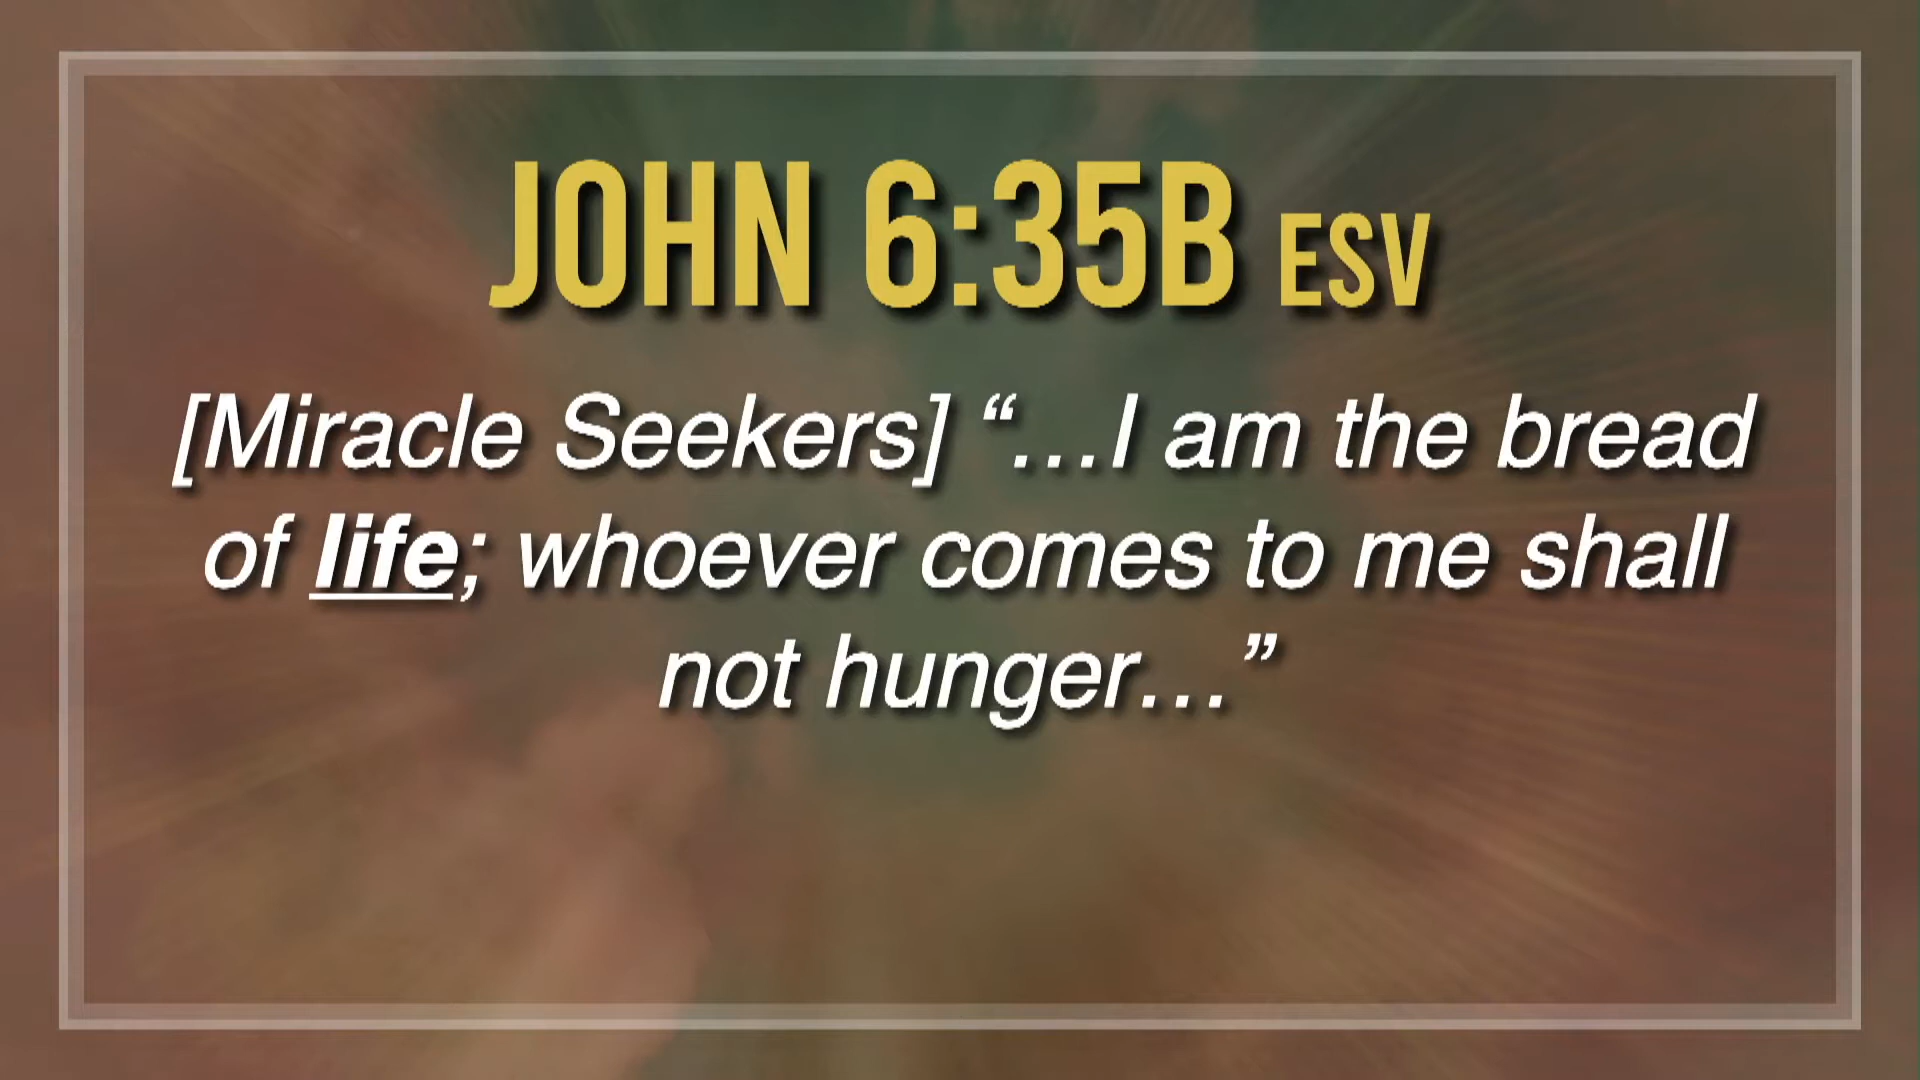 JOHN 6:35B ESV
[Miracle Seekers] “…I am the bread
of life; whoever comes to me shall
not hunger…”